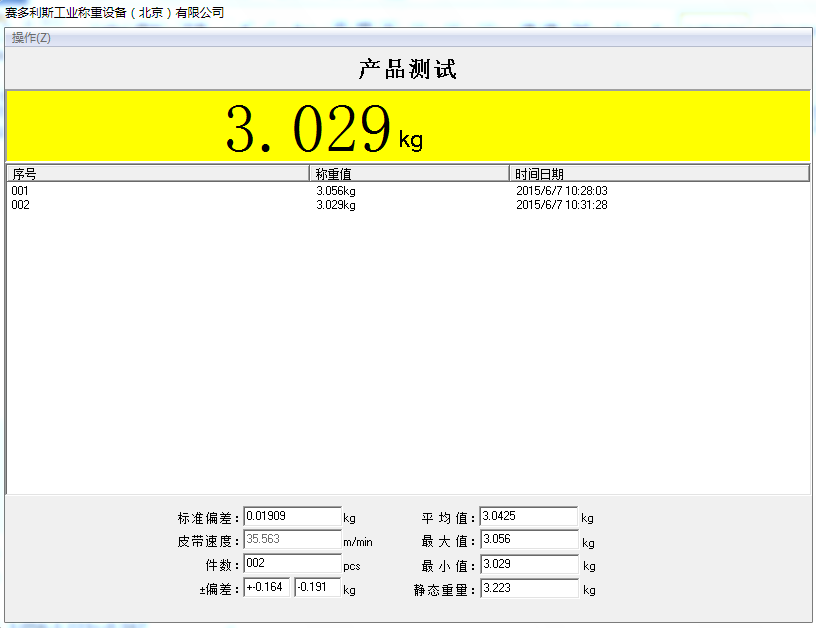 赛多利斯工业称重设备（北京）有限公司
操作(Z)
产品测试
3.029 kg
序号 称重值 时间日期
001 3.056kg 2015/6/7 10:28:03
002 3.029kg 2015/6/7 10:31:28
标准偏差: 0.01909 kg 平均值: 3.0425 kg
皮带速度: 35.563 m/min 最大值: 3.056 kg
件数: 002 pcs 最小值: 3.029 kg
±偏差: +-0.164 -0.191 kg 静态重量: 3.223 kg